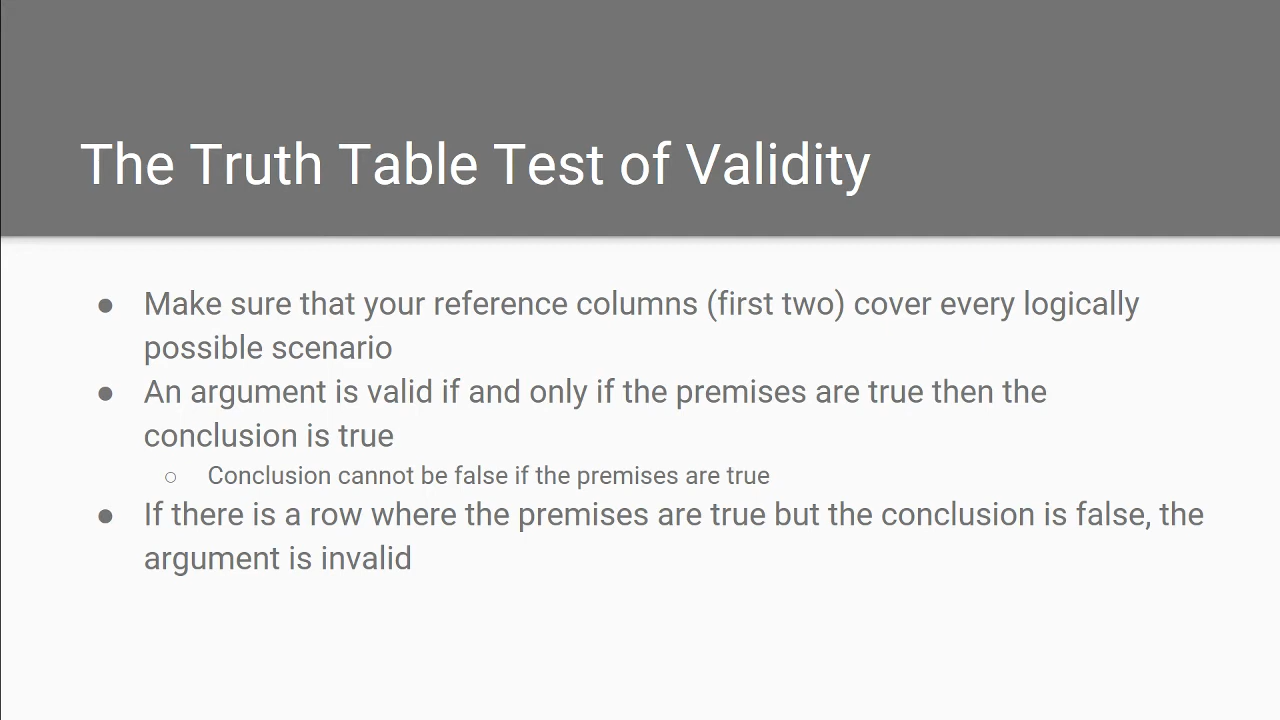 The Truth Table Test of Validity
● Make sure that your reference columns (first two) cover every logically
possible scenario
● An argument is valid if and only if the premises are true then the
conclusion is true
○ Conclusion cannot be false if the premises are true
● If there is a row where the premises are true but the conclusion is false, the
argument is invalid